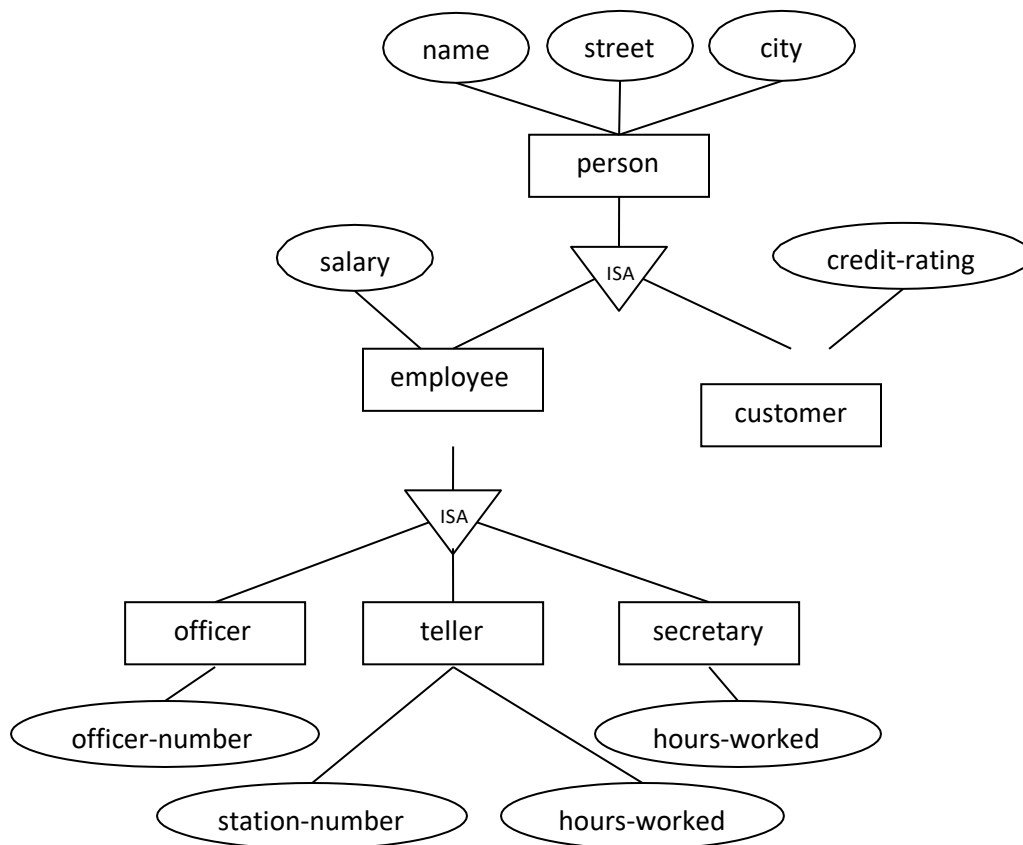 name
street
city
person
salary
ISA
credit-rating
employee
customer
ISA
officer
teller
secretary
officer-number
hours-worked
station-number
hours-worked